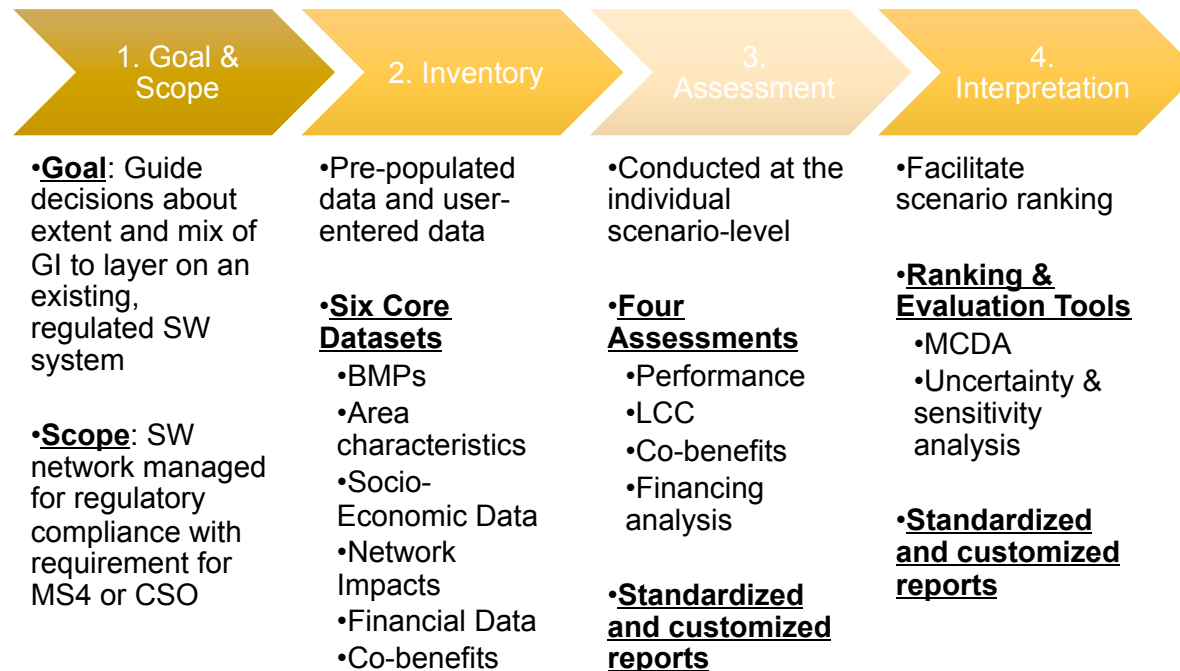 1. Goal &
Scope
2. Inventory
3.
Assessment
4.
Interpretation
•Goal: Guide
decisions about
extent and mix of
GI to layer on an
existing,
regulated SW
system
•Scope: SW
network managed
for regulatory
compliance with
requirement for
MS4 or CSO
•Pre-populated
data and user-
entered data
•Six Core
Datasets
•BMPs
•Area
characteristics
•Socio-
Economic Data
•Network
Impacts
•Financial Data
•Co-benefits
•Conducted at the
individual
scenario-level
•Four
Assessments
•Performance
•LCC
•Co-benefits
•Financing
analysis
•Standardized
and customized
reports
•Facilitate
scenario ranking
•Ranking &
Evaluation Tools
•MCDA
•Uncertainty &
sensitivity
analysis
•Standardized
and customized
reports